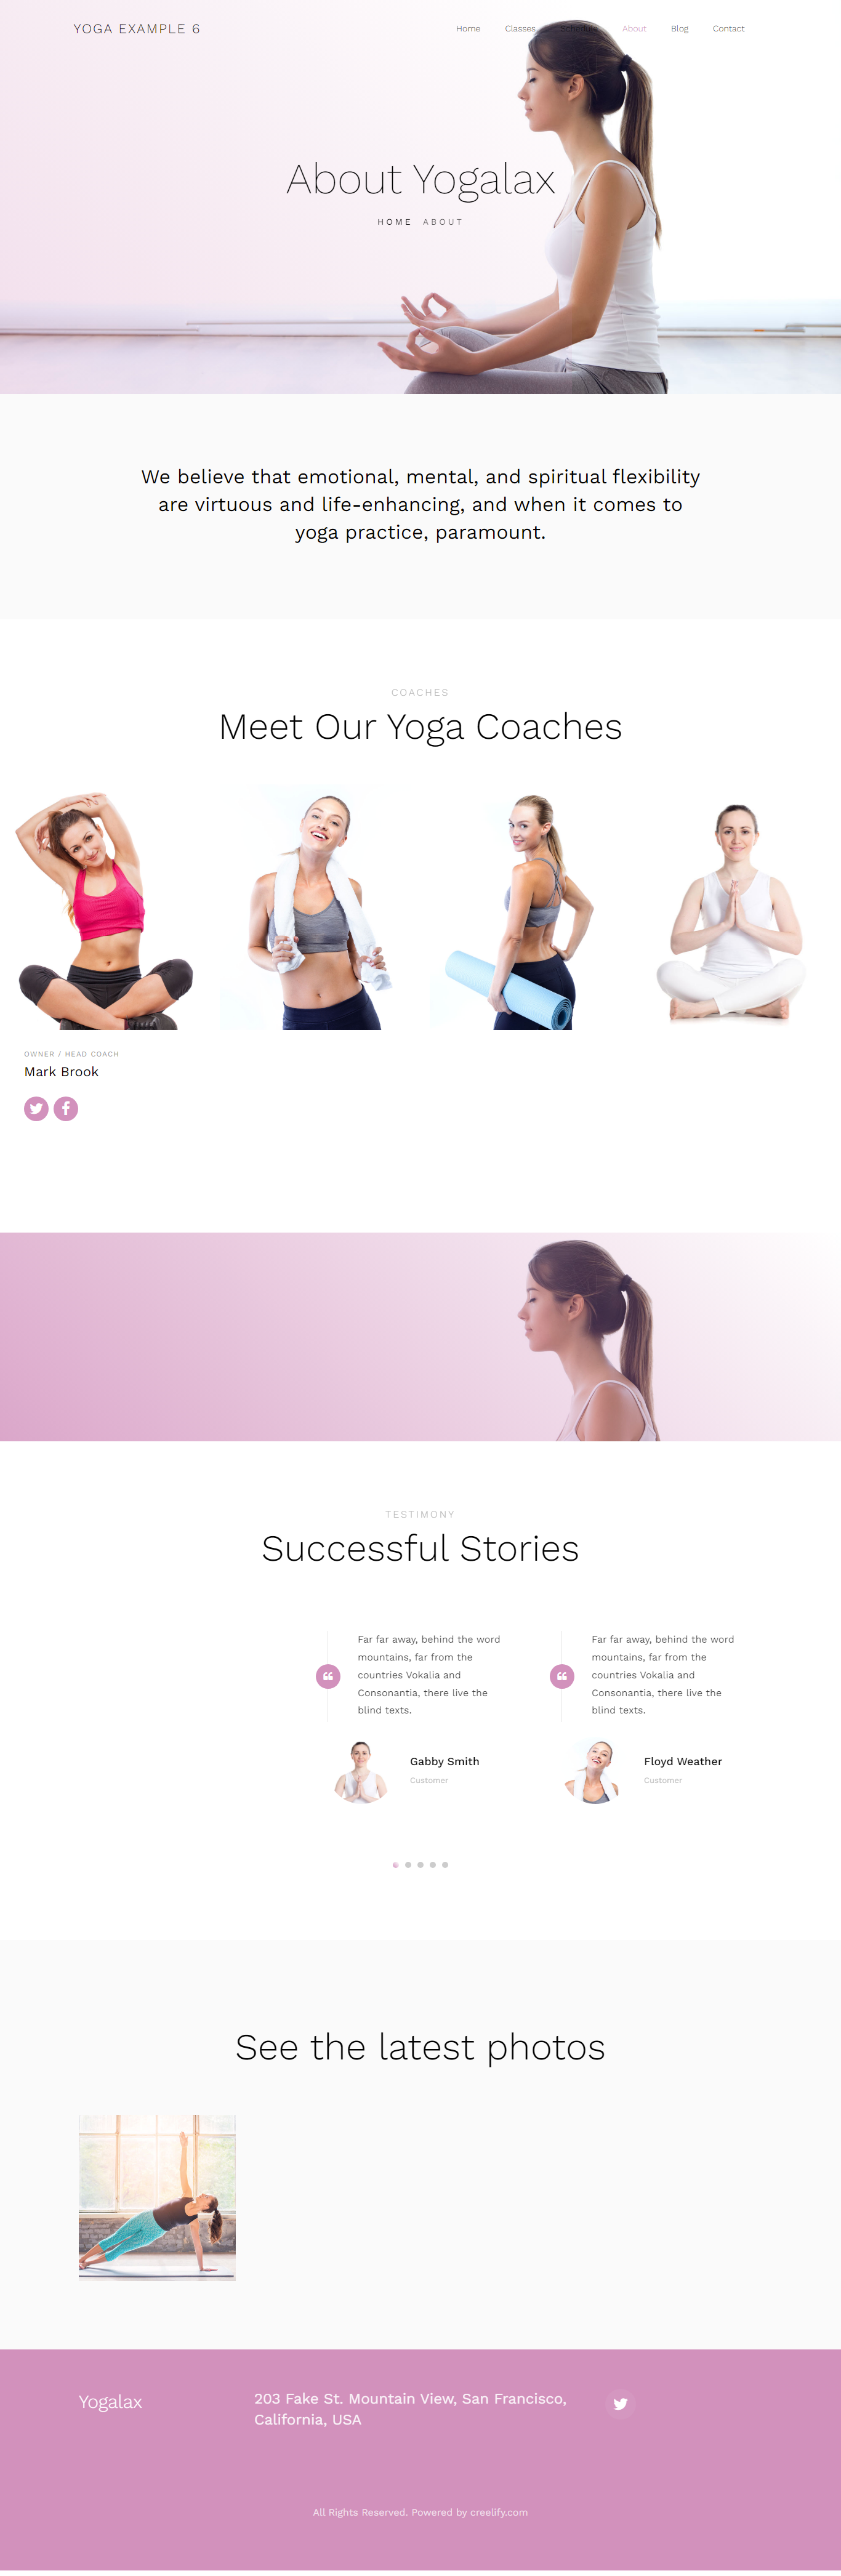 YOGA EXAMPLE 6
Home Classes Schedule About Blog Contact
About Yogalax
HOME ABOUT
We believe that emotional, mental, and spiritual flexibility
are virtuous and life-enhancing, and when it comes to
yoga practice, paramount.
COACHES
Meet Our Yoga Coaches
OWNER / HEAD COACH
Mark Brook
TESTIMONY
Successful Stories
Far far away, behind the word
mountains, far from the
countries Vokalia and
Consonantia, there live the
blind texts.
Gabby Smith
Customer
Far far away, behind the word
mountains, far from the
countries Vokalia and
Consonantia, there live the
blind texts.
Floyd Weather
Customer
See the latest photos
Yogalax
203 Fake St. Mountain View, San Francisco,
California, USA
All Rights Reserved. Powered by creelify.com